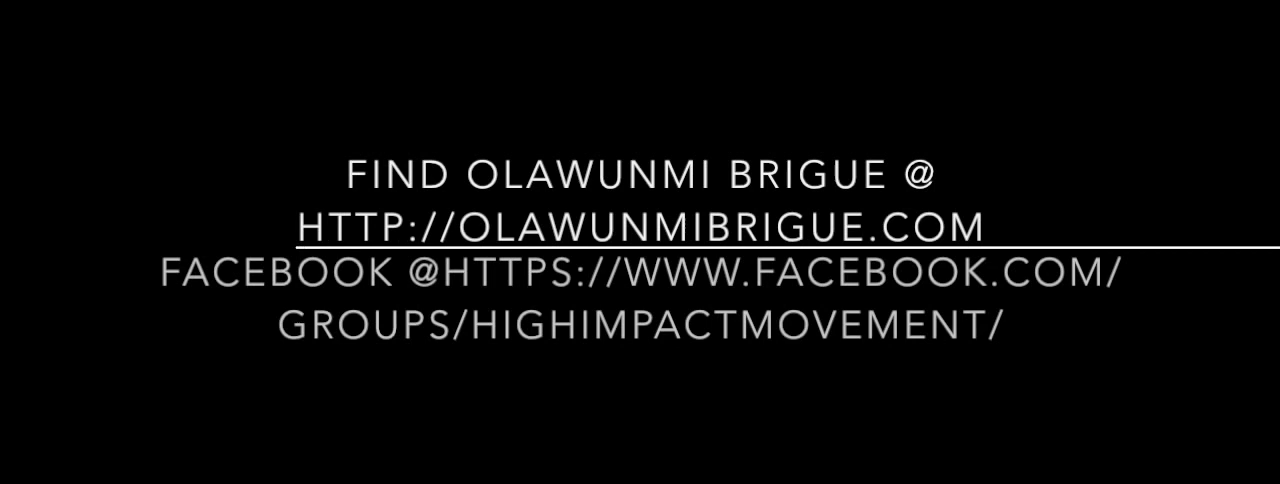 FIND OLAWUNMI BRIGUE @
HTTP://OLAWUNMIBRIGUE.COM
FACEBOOK @HTTPS://WWW.FACEBOOK.COM/
GROUPS/HIGHIMPACTMOVEMENT/